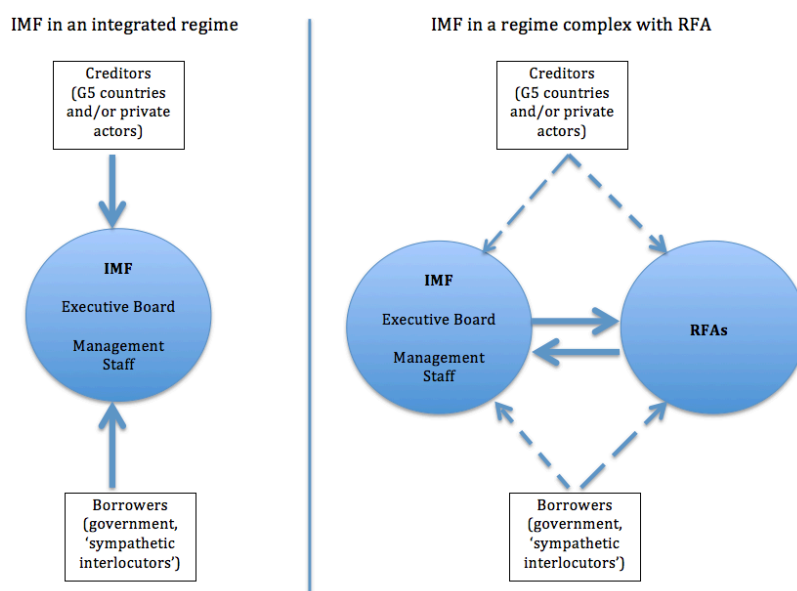 IMF in an integrated regime
Creditors
(G5 countries
and/or private
actors)
IMF
Executive Board
Management
Staff
Borrowers
(government,
‘sympathetic
interlocutors’)
IMF in a regime complex with RFA
Creditors
(G5 countries
and/or private
actors)
IMF
Executive Board
Management
Staff
RFAs
Borrowers
(government,
‘sympathetic
interlocutors’)